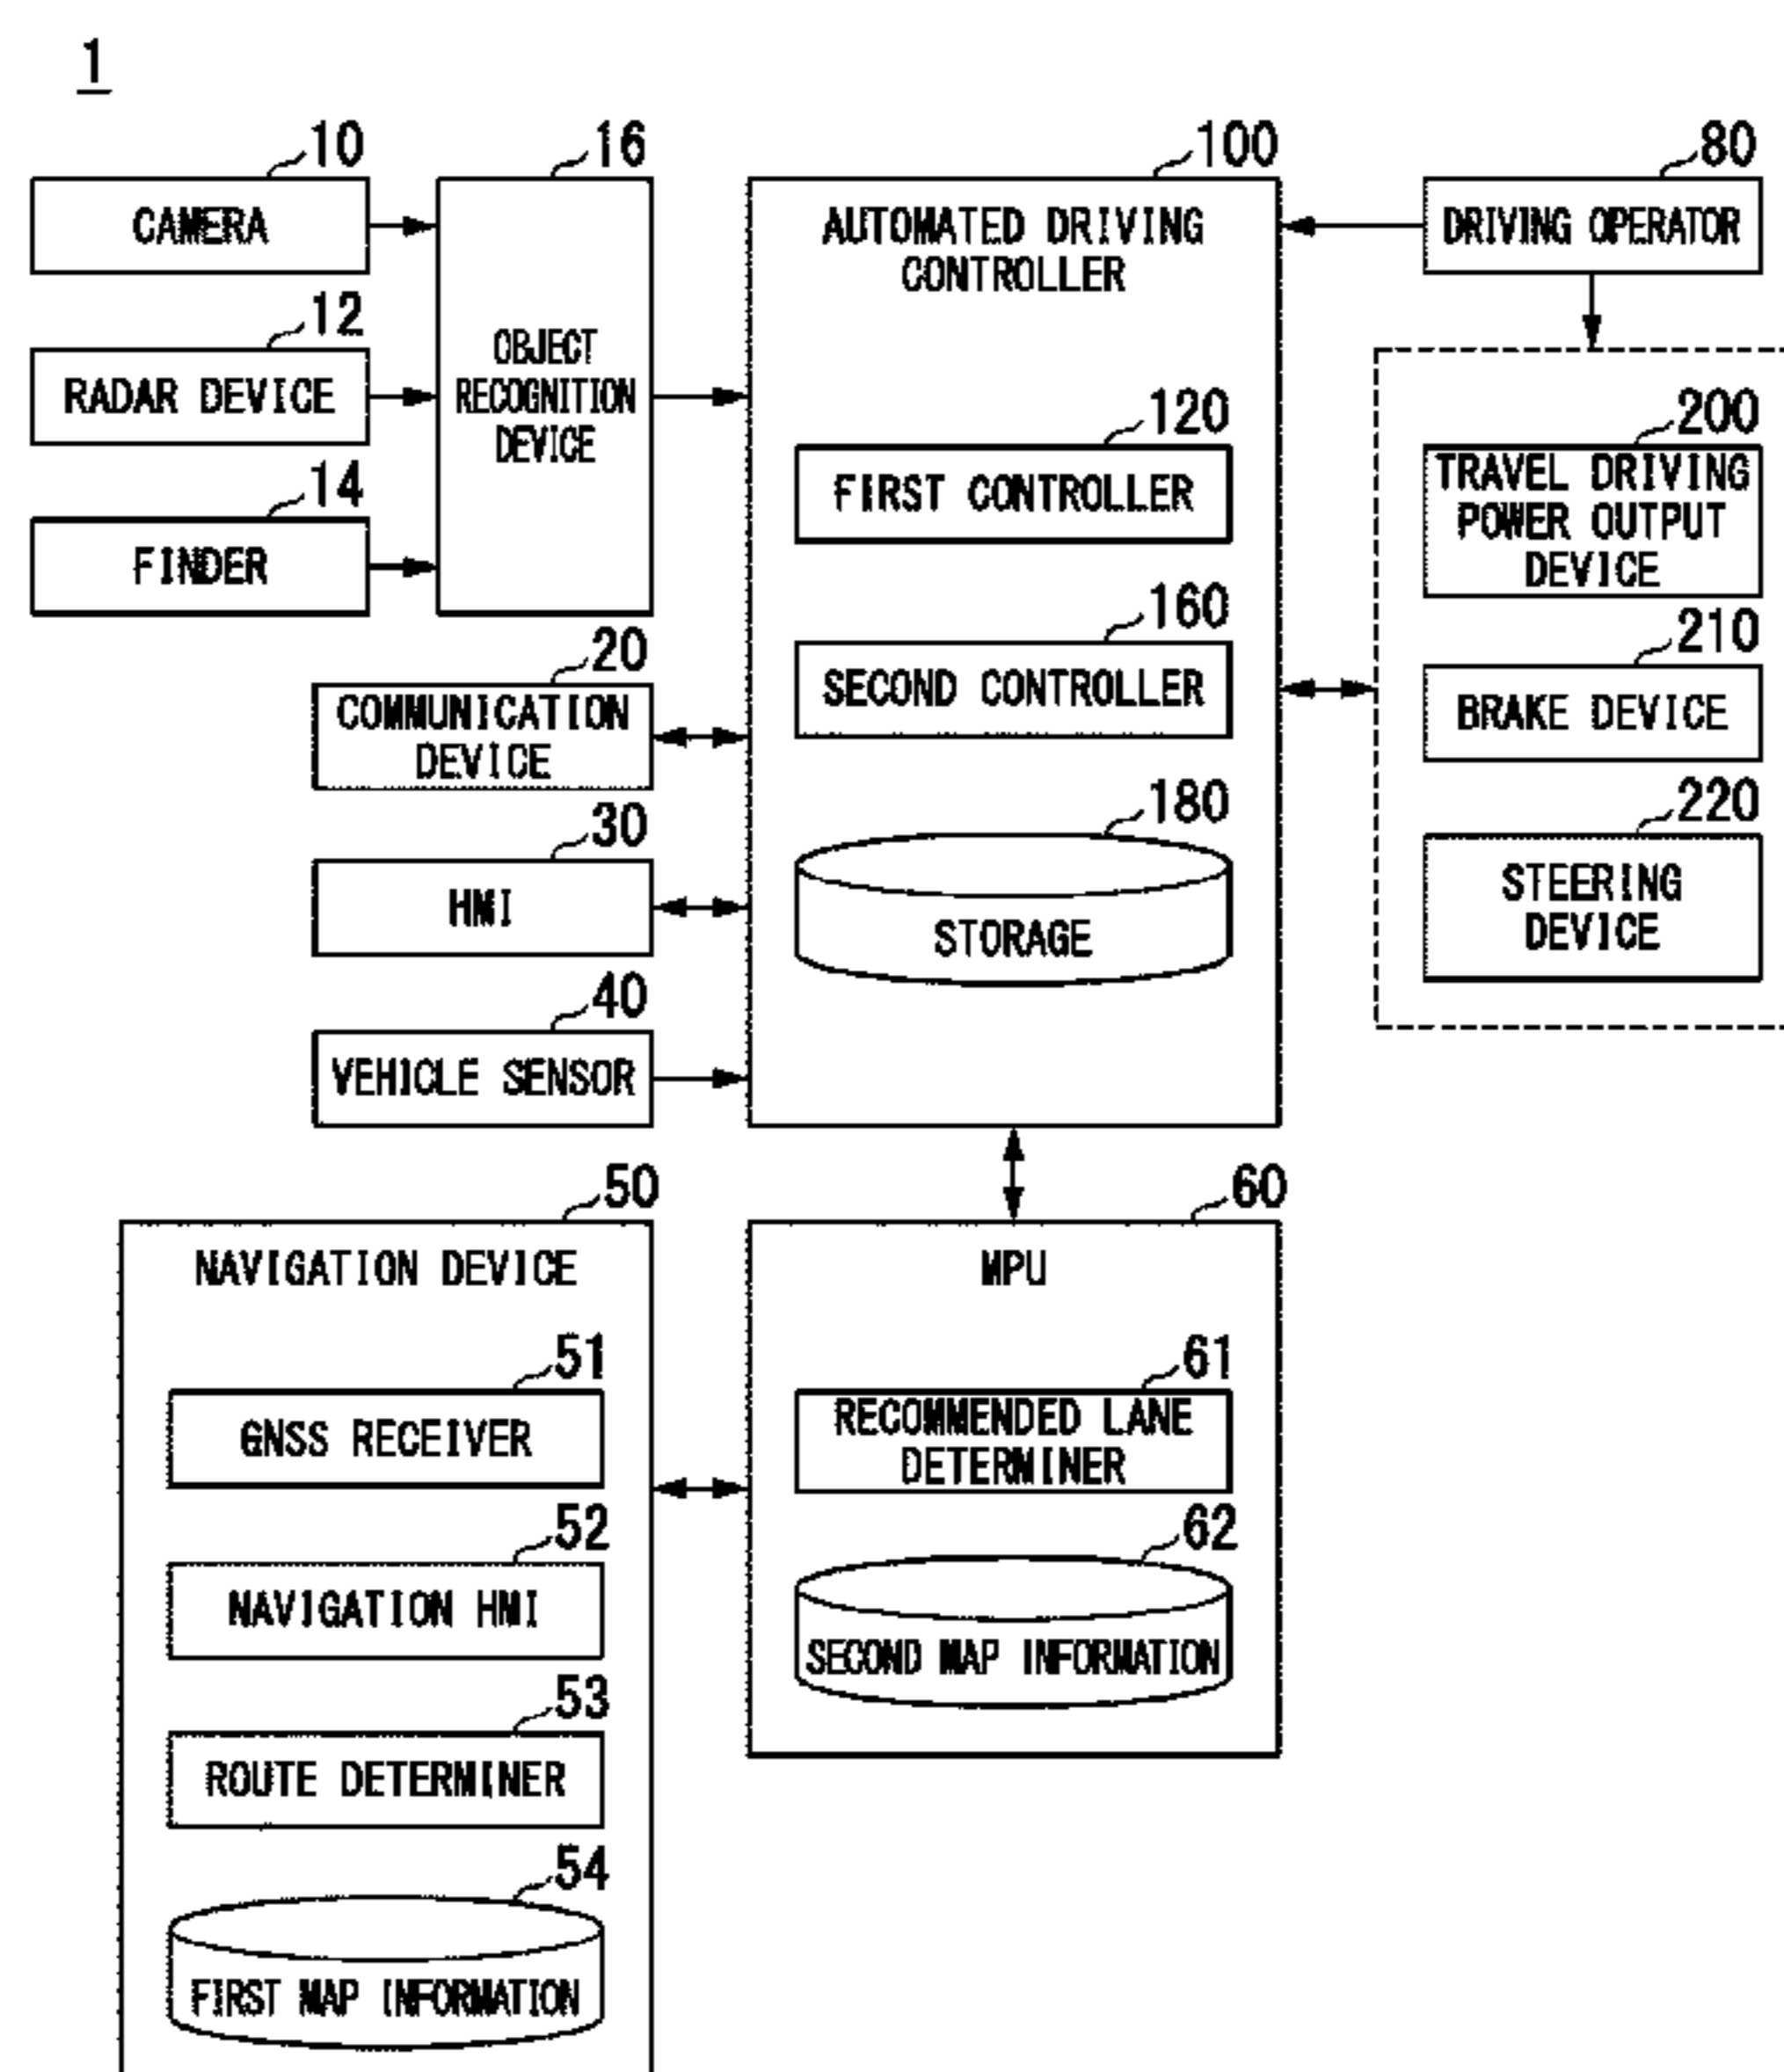 1
10
CAMERA
12
RADAR DEVICE
14
FINDER
16
OBJECT
RECOGNITION
DEVICE
20
COMMUNICATION
DEVICE
30
HMI
40
VEHICLE SENSOR
100
AUTOMATED DRIVING
CONTROLLER
120
FIRST CONTROLLER
160
SECOND CONTROLLER
180
STORAGE
80
DRIVING OPERATOR
200
TRAVEL DRIVING
POWER OUTPUT
DEVICE
210
BRAKE DEVICE
220
STEERING
DEVICE
50
NAVIGATION DEVICE
51
GNSS RECEIVER
52
NAVIGATION HMI
53
ROUTE DETERMINER
54
FIRST MAP INFORMATION
60
MPU
61
RECOMMENDED LANE
DETERMINER
62
SECOND MAP INFORMATION